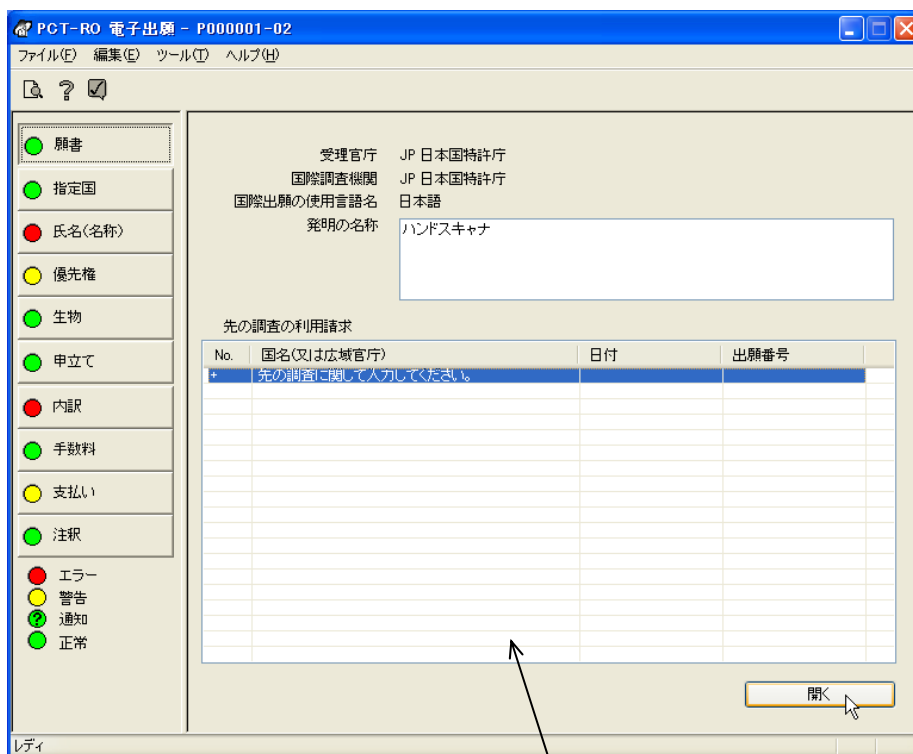 PCT-RO 電子出願 - P000001-02
ファイル(F) 編集(E) ツール(T) ヘルプ(H)
願書
指定国
氏名(名称)
優先権
生物
申立て
内訳
手数料
支払い
注釈
エラー
警告
通知
正常
受理官庁 JP 日本国特許庁
国際調査機関 JP 日本国特許庁
国際出願の使用言語名 日本語
発明の名称 ハンドスキャナ
先の調査の利用請求
No. 国名(又は広域官庁) 日付 出願番号
+ 先の調査に関して入力してください。
開く
レディ